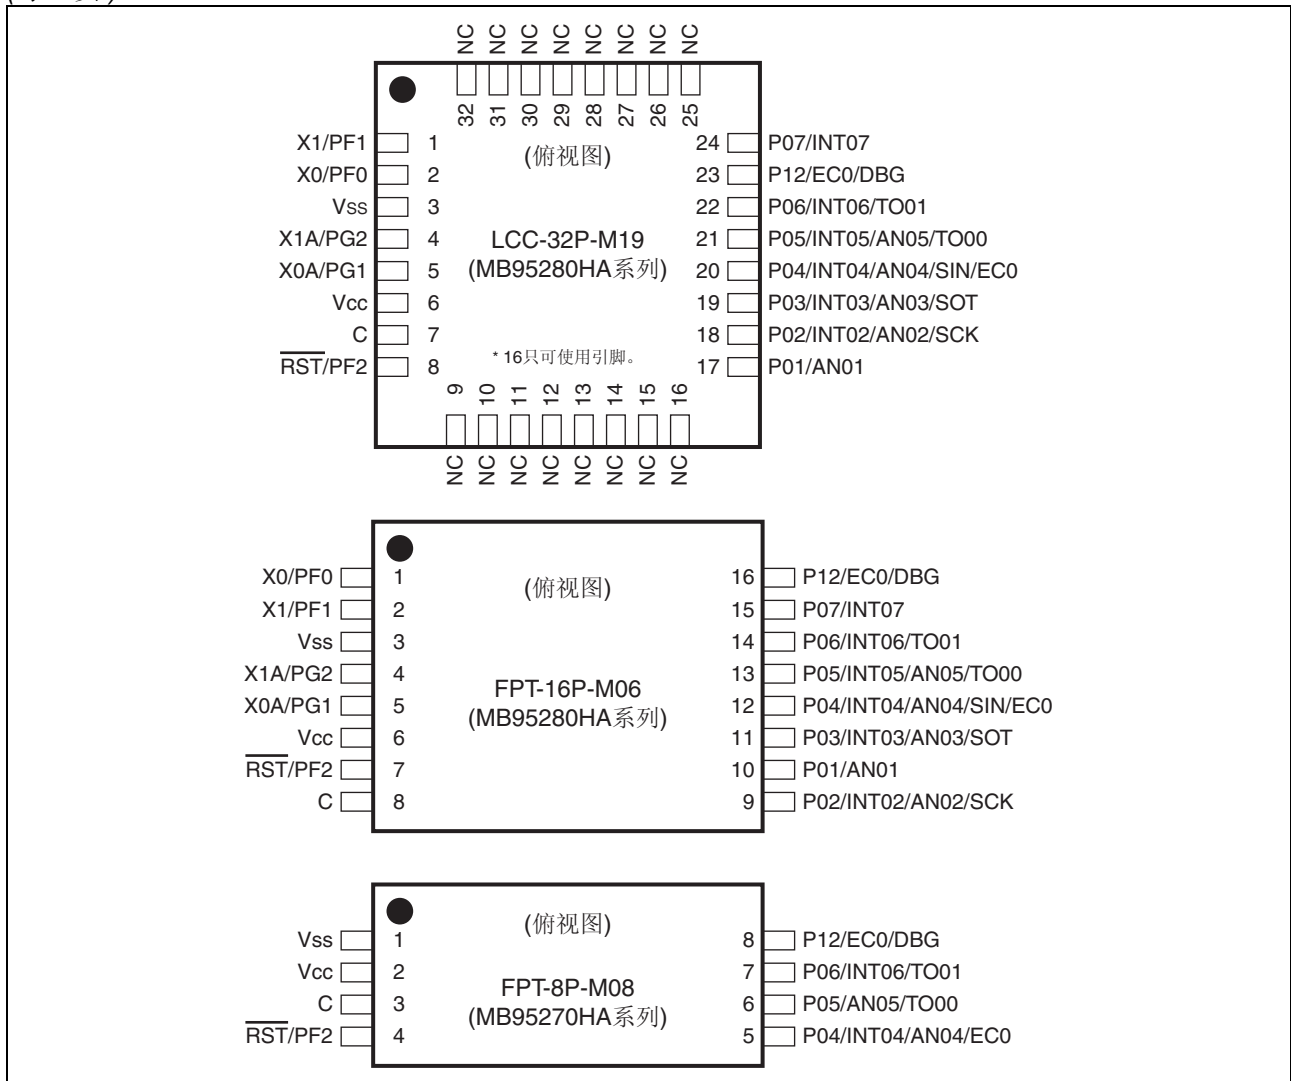 NC NC NC NC NC NC NC NC
32 31 30 29 28 27 26 25
X1/PF1 1 (俯视图) 24 P07/INT07
X0/PF0 2 23 P12/EC0/DBG
Vss 3 22 P06/INT06/TO01
X1A/PG2 4 LCC-32P-M19 21 P05/INT05/AN05/TO00
X0A/PG1 5 (MB95280HA系列) 20 P04/INT04/AN04/SIN/EC0
Vcc 6 19 P03/INT03/AN03/SOT
C 7 18 P02/INT02/AN02/SCK
RST/PF2 8 * 16只可使用引脚。 17 P01/AN01
9 10 11 12 13 14 15 16
NC NC NC NC NC NC NC NC
X0/PF0 1 (俯视图) 16 P12/EC0/DBG
X1/PF1 2 15 P07/INT07
Vss 3 14 P06/INT06/TO01
X1A/PG2 4 FPT-16P-M06 13 P05/INT05/AN05/TO00
X0A/PG1 5 (MB95280HA系列) 12 P04/INT04/AN04/SIN/EC0
Vcc 6 11 P03/INT03/AN03/SOT
RST/PF2 7 10 P01/AN01
C 8 9 P02/INT02/AN02/SCK
Vss 1 (俯视图) 8 P12/EC0/DBG
Vcc 2 FPT-8P-M08 7 P06/INT06/TO01
C 3 (MB95270HA系列) 6 P05/AN05/TO00
RST/PF2 4 5 P04/INT04/AN04/EC0